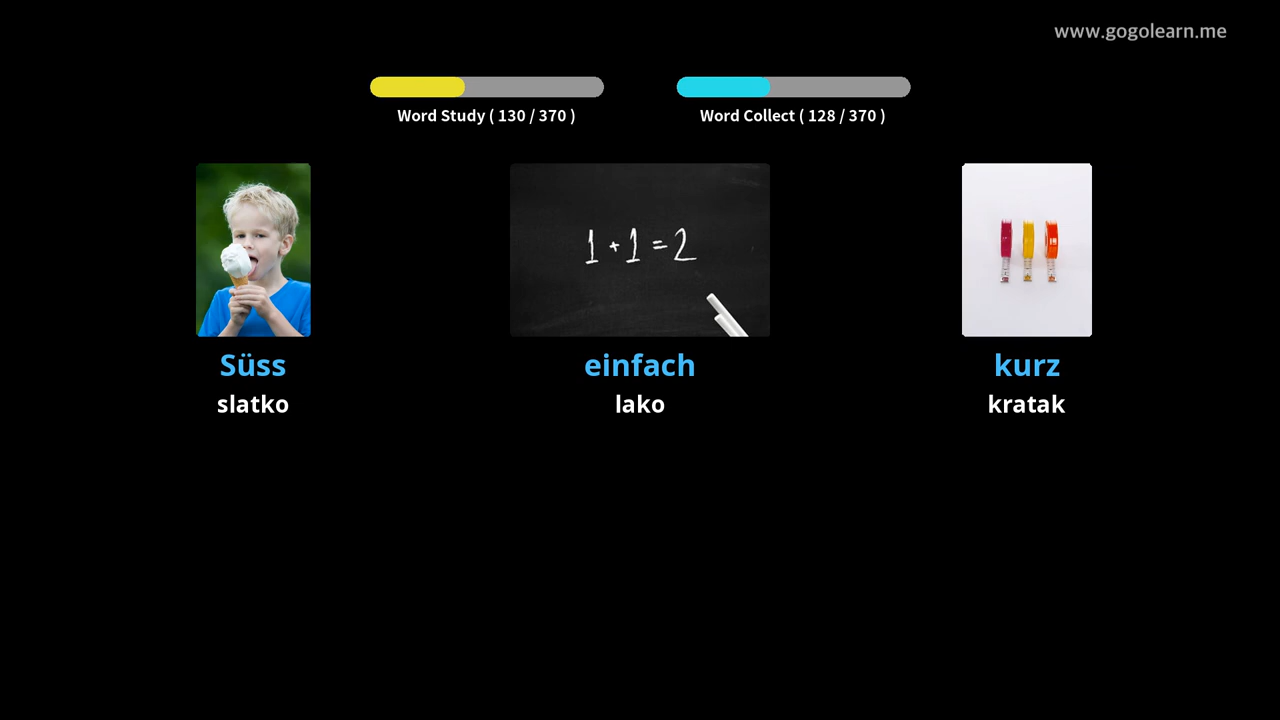 www.gogolearn.me
Word Study ( 130 / 370 )
Word Collect ( 128 / 370 )
1 + 1 = 2
Süss
einfach
kurz
slatko
lako
kratak